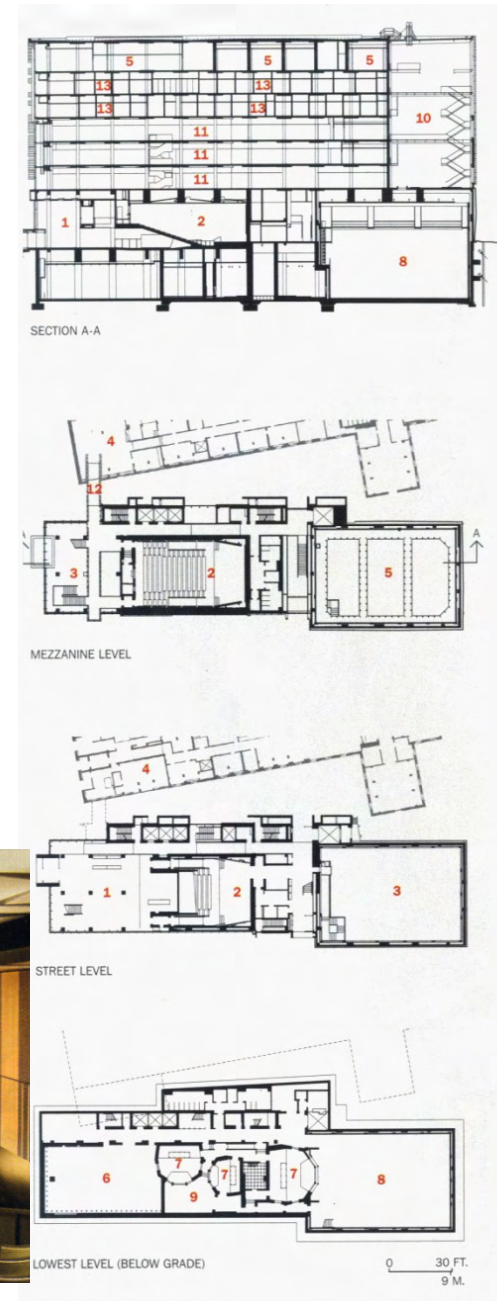 5 5 5
13 13
13 13
10
11
11
11
1 2
8
SECTION A-A
4
12
A
3 2 5
MEZZANINE LEVEL
4
1 2 3
STREET LEVEL
7
6 7 7 8
9
LOWEST LEVEL (BELOW GRADE)
0 30 FT.
9 M.